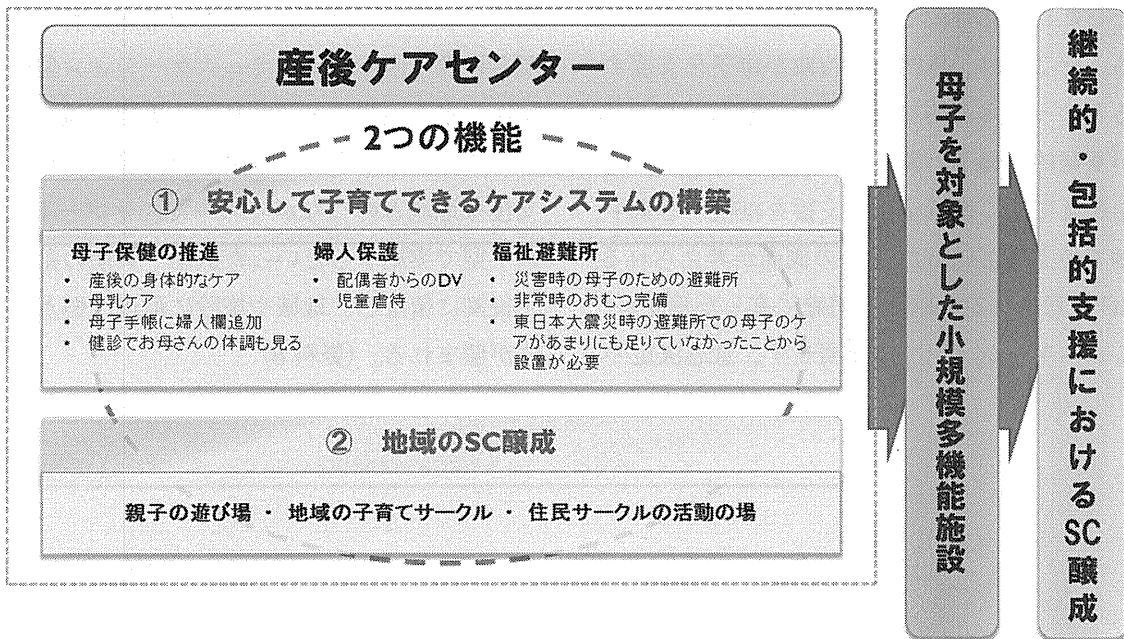 産後ケアセンター
2つの機能
① 安心して子育てできるケアシステムの構築
母子保健の推進
• 産後の身体的なケア
• 母乳ケア
• 母子手帳に婦人欄追加
• 健診でお母さんの体調も見る
婦人保護
• 配偶者からのDV
• 児童虐待
福祉避難所
• 災害時の母子のための避難所
• 非常時のおむつ完備
• 東日本大震災時の避難所での母子のケ
アがあまりにも足りていなかったことから
設置が必要
② 地域のSC醸成
親子の遊び場 ・ 地域の子育てサークル ・ 住民サークルの活動の場
母子を対象とした小規模多機能施設
継続的・包括的支援におけるSC醸成